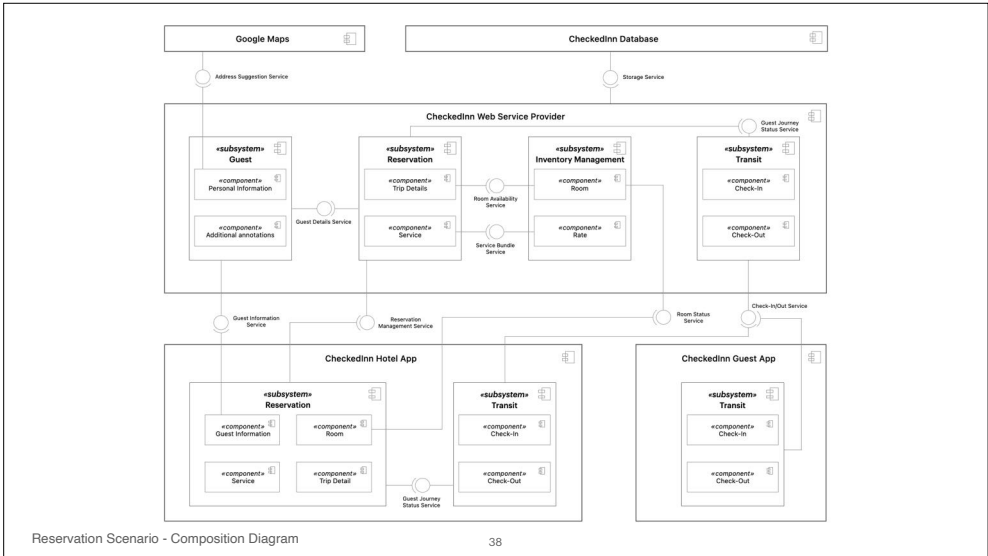 Google Maps
CheckedInn Database
Address Suggestion Service
Storage Service
CheckedInn Web Service Provider
Guest Journey
Status Service
«subsystem»
Guest
«component»
Personal Information
«component»
Additional annotations
Guest Details Service
«subsystem»
Reservation
«component»
Trip Details
«component»
Service
Room Availability
Service
Service Bundle
Service
«subsystem»
Inventory Management
«component»
Room
«component»
Rate
«subsystem»
Transit
«component»
Check-In
«component»
Check-Out
Guest Information
Service
Reservation
Management Service
Room Status
Service
Check-In/Out Service
CheckedInn Hotel App
«subsystem»
Reservation
«component»
Guest Information
«component»
Room
«component»
Service
«component»
Trip Detail
Guest Journey
Status Service
«subsystem»
Transit
«component»
Check-In
«component»
Check-Out
CheckedInn Guest App
«subsystem»
Transit
«component»
Check-In
«component»
Check-Out
Reservation Scenario - Composition Diagram
38